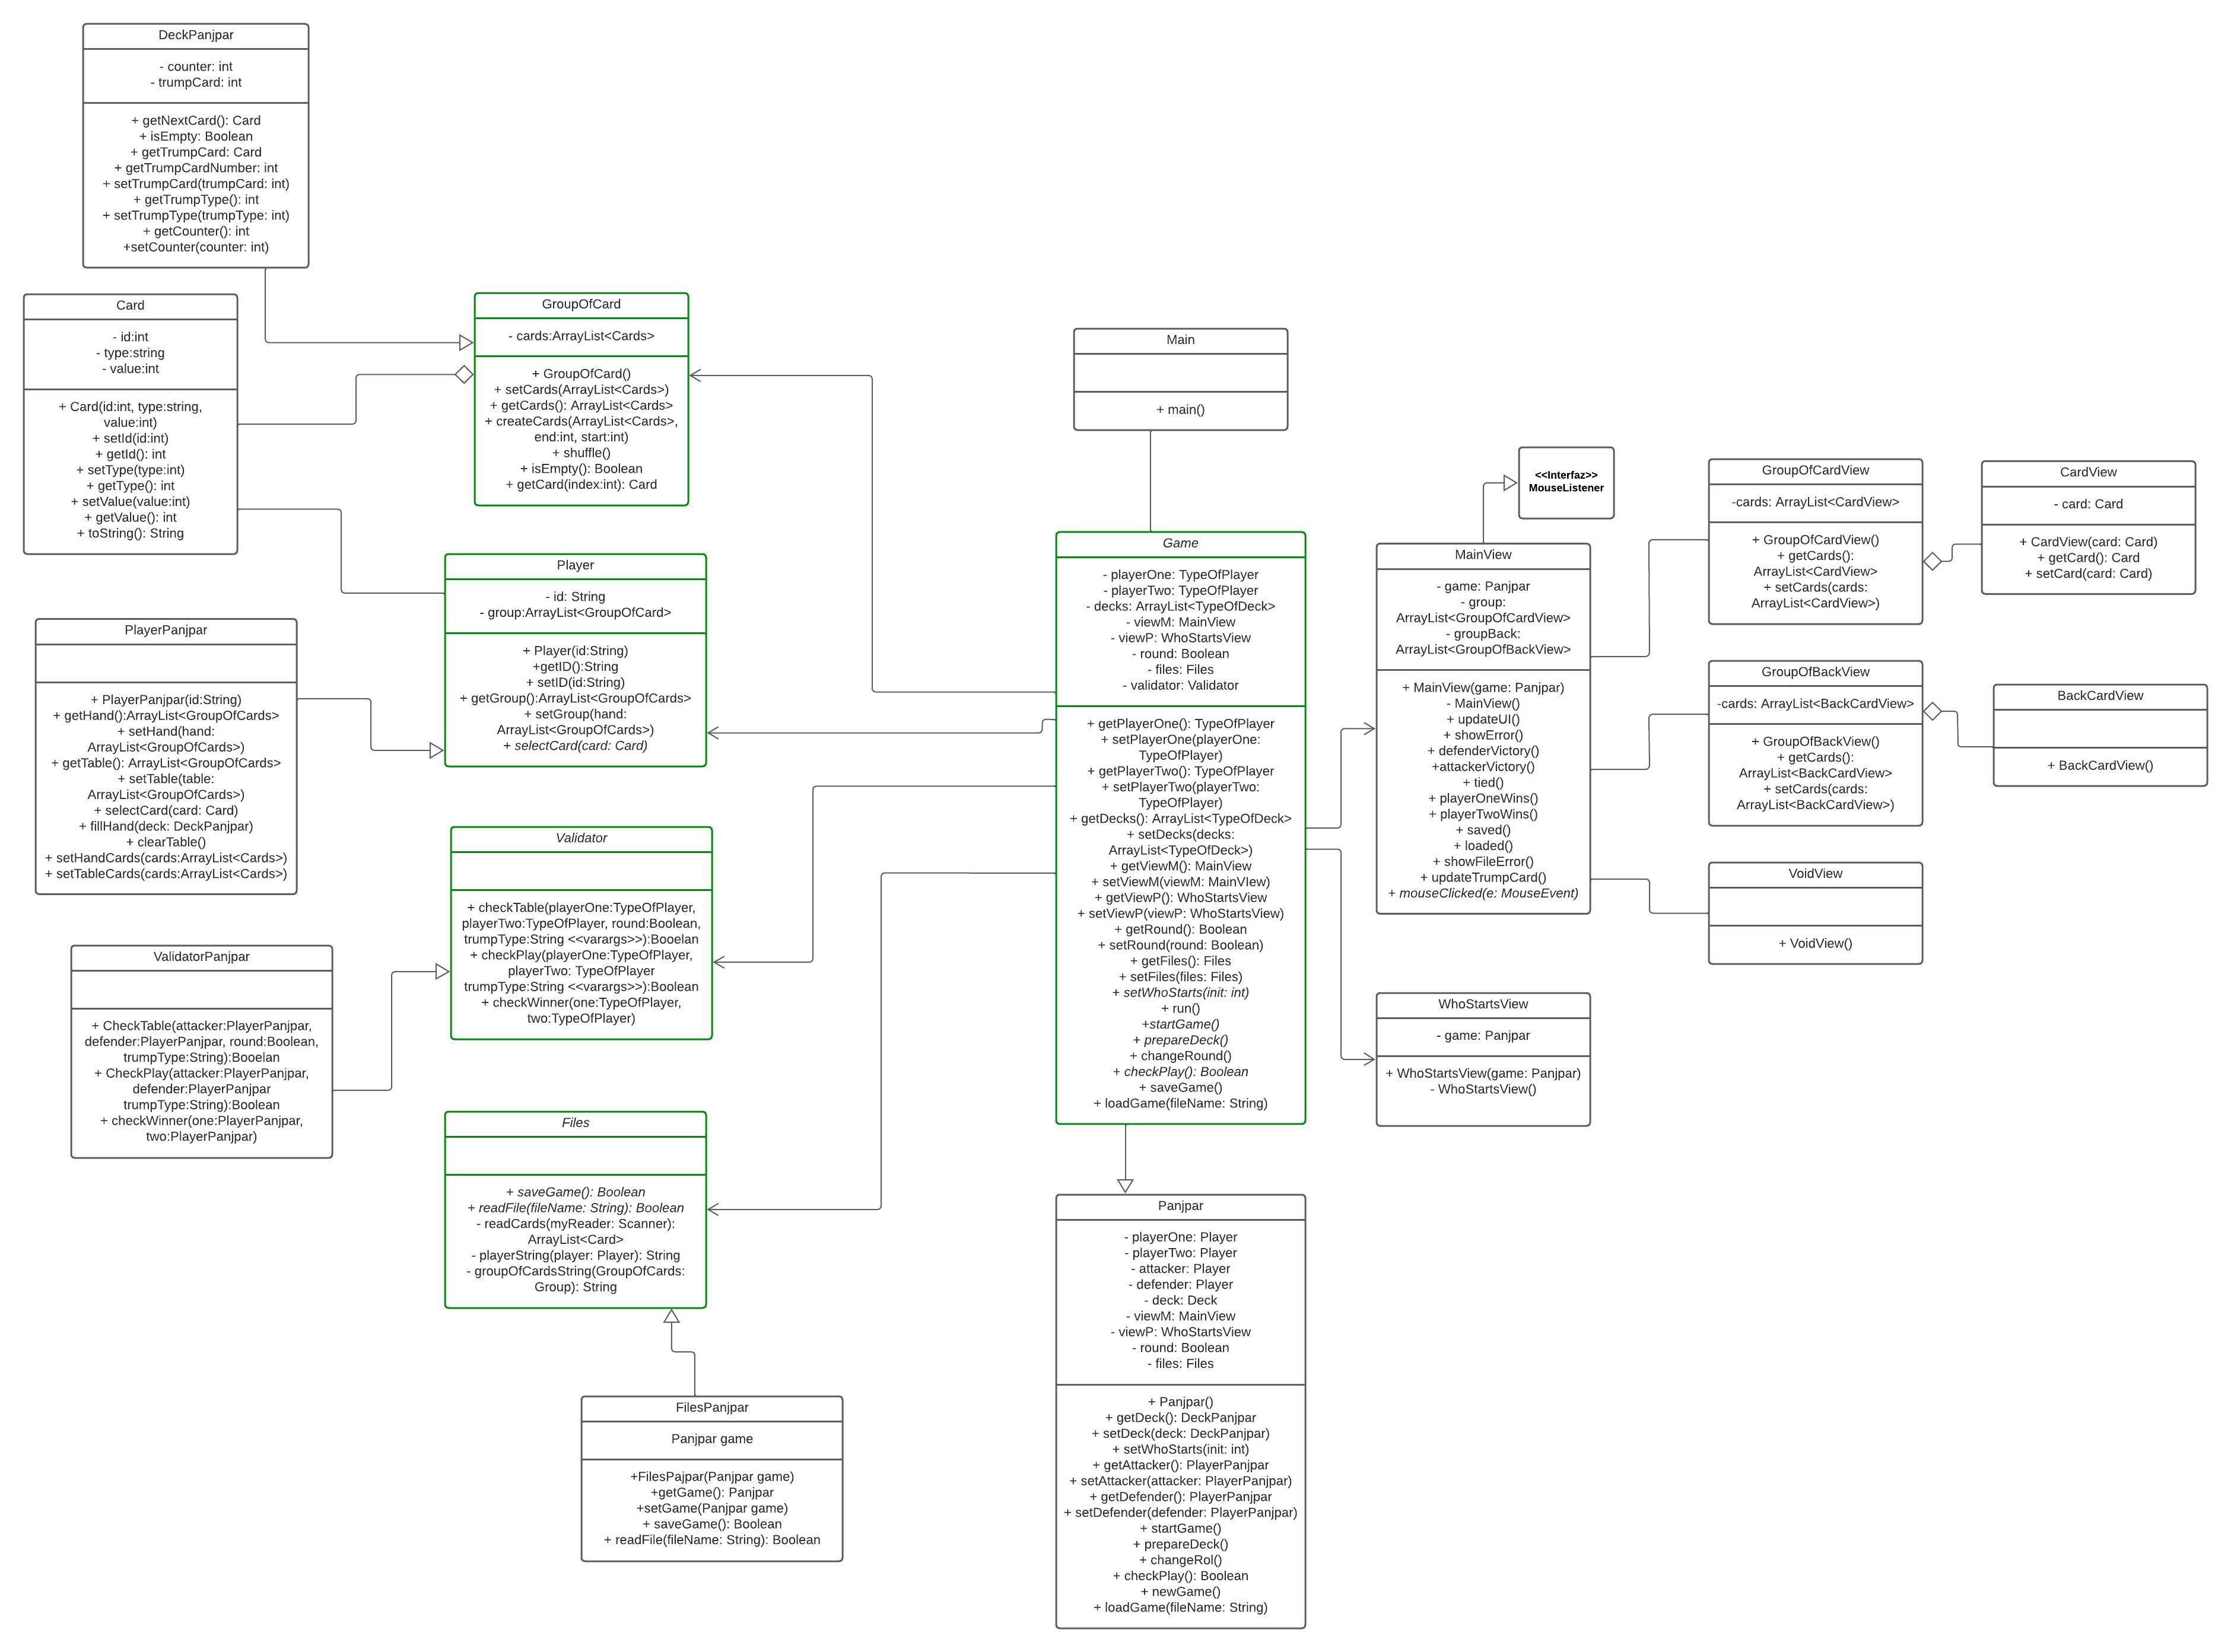 DeckPanjpar
- counter: int
- trumpCard: int
+ getNextCard(): Card
+ isEmpty: Boolean
+ getTrumpCard: Card
+ getTrumpCardNumber: int
+ setTrumpCard(trumpCard: int)
+ getTrumpType(): int
+ setTrumpType(trumpType: int)
+ getCounter(): int
+setCounter(counter: int)
Card
- id:int
- type:string
- value:int
+ Card(id:int, type:string,
value:int)
+ setId(id:int)
+ getId(): int
+ setType(type:int)
+ getType(): int
+ setValue(value:int)
+ getValue(): int
+ toString(): String
PlayerPanjpar
+ PlayerPanjpar(id:String)
+ getHand():ArrayList<GroupOfCards>
+ setHand(hand:
ArrayList<GroupOfCards>)
+ getTable(): ArrayList<GroupOfCards>
+ setTable(table:
ArrayList<GroupOfCards>)
+ selectCard(card: Card)
+ fillHand(deck: DeckPanjpar)
+ clearTable()
+ setHandCards(cards:ArrayList<Cards>)
+ setTableCards(cards:ArrayList<Cards>)
ValidatorPanjpar
+ CheckTable(attacker:PlayerPanjpar,
defender:PlayerPanjpar, round:Boolean,
trumpType:String):Booelan
+ CheckPlay(attacker:PlayerPanjpar,
defender:PlayerPanjpar
trumpType:String):Boolean
+ checkWinner(one:PlayerPanjpar,
two:PlayerPanjpar)
GroupOfCard
- cards:ArrayList<Cards>
+ GroupOfCard()
+ setCards(ArrayList<Cards>)
+ getCards(): ArrayList<Cards>
+ createCards(ArrayList<Cards>,
end:int, start:int)
+ shuffle()
+ isEmpty(): Boolean
+ getCard(index:int): Card
Player
- id: String
- group:ArrayList<GroupOfCard>
+ Player(id:String)
+getID():String
+ setID(id:String)
+ getGroup():ArrayList<GroupOfCards>
+ setGroup(hand:
ArrayList<GroupOfCards>)
+ selectCard(card: Card)
Validator
+ checkTable(playerOne:TypeOfPlayer,
playerTwo:TypeOfPlayer, round:Boolean,
trumpType:String <<varargs>>):Booelan
+ checkPlay(playerOne:TypeOfPlayer,
playerTwo: TypeOfPlayer
trumpType:String <<varargs>>):Boolean
+ checkWinner(one:TypeOfPlayer,
two:TypeOfPlayer)
Files
+ saveGame(): Boolean
+ readFile(fileName: String): Boolean
- readCards(myReader: Scanner):
ArrayList<Card>
- playerString(player: Player): String
- groupOfCardsString(GroupOfCards:
Group): String
FilesPanjpar
Panjpar game
+FilesPajpar(Panjpar game)
+getGame(): Panjpar
+setGame(Panjpar game)
+ saveGame(): Boolean
+ readFile(fileName: String): Boolean
Main
+ main()
Game
- playerOne: TypeOfPlayer
- playerTwo: TypeOfPlayer
- decks: ArrayList<TypeOfDeck>
- viewM: MainView
- viewP: WhoStartsView
- round: Boolean
- files: Files
- validator: Validator
+ getPlayerOne(): TypeOfPlayer
+ setPlayerOne(playerOne:
TypeOfPlayer)
+ getPlayerTwo(): TypeOfPlayer
+ setPlayerTwo(playerTwo:
TypeOfPlayer)
+ getDecks(): ArrayList<TypeOfDeck>
+ setDecks(decks:
ArrayList<TypeOfDeck>)
+ getViewM(): MainView
+ setViewM(viewM: MainVIew)
+ getViewP(): WhoStartsView
+ setViewP(viewP: WhoStartsView)
+ getRound(): Boolean
+ setRound(round: Boolean)
+ getFiles(): Files
+ setFiles(files: Files)
+ setWhoStarts(init: int)
+ run()
+startGame()
+ prepareDeck()
+ changeRound()
+ checkPlay(): Boolean
+ saveGame()
+ loadGame(fileName: String)
Panjpar
- playerOne: Player
- playerTwo: Player
- attacker: Player
- defender: Player
- deck: Deck
- viewM: MainView
- viewP: WhoStartsView
- round: Boolean
- files: Files
+ Panjpar()
+ getDeck(): DeckPanjpar
+ setDeck(deck: DeckPanjpar)
+ setWhoStarts(init: int)
+ getAttacker(): PlayerPanjpar
+ setAttacker(attacker: PlayerPanjpar)
+ getDefender(): PlayerPanjpar
+ setDefender(defender: PlayerPanjpar)
+ startGame()
+ prepareDeck()
+ changeRol()
+ checkPlay(): Boolean
+ newGame()
+ loadGame(fileName: String)
<<Interfaz>>
MouseListener
MainView
- game: Panjpar
- group:
ArrayList<GroupOfCardView>
- groupBack:
ArrayList<GroupOfBackView>
+ MainView(game: Panjpar)
- MainView()
+ updateUI()
+ showError()
+ defenderVictory()
+attackerVictory()
+ tied()
+ playerOneWins()
+ playerTwoWins()
+ saved()
+ loaded()
+ showFileError()
+ updateTrumpCard()
+ mouseClicked(e: MouseEvent)
WhoStartsView
- game: Panjpar
+ WhoStartsView(game: Panjpar)
- WhoStartsView()
GroupOfCardView
-cards: ArrayList<CardView>
+ GroupOfCardView()
+ getCards():
ArrayList<CardView>
+ setCards(cards:
ArrayList<CardView>)
CardView
- card: Card
+ CardView(card: Card)
+ getCard(): Card
+ setCard(card: Card)
GroupOfBackView
-cards: ArrayList<BackCardView>
+ GroupOfBackView()
+ getCards():
ArrayList<BackCardView>
+ setCards(cards:
ArrayList<BackCardView>)
BackCardView
+ BackCardView()
VoidView
+ VoidView()